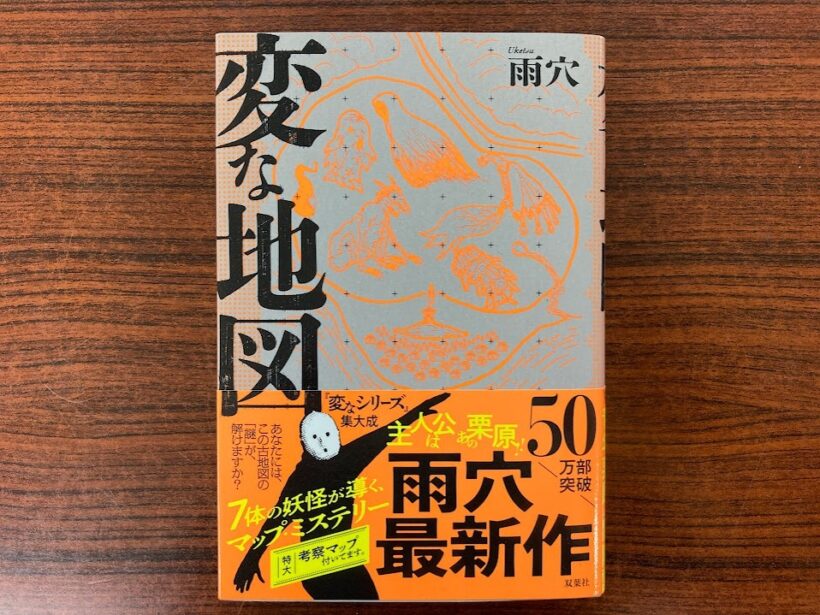 変な地図
Uketsu
雨穴
『変なシリーズ』
集大成
主人公は
あの栗原!
50
万部
突破
あなたには、
この古地図の
「謎」が、
解けますか?
7体の妖怪が導く、
マップ・ミステリー
特大
考察マップ
付いてます。
雨穴
最新作
双葉社